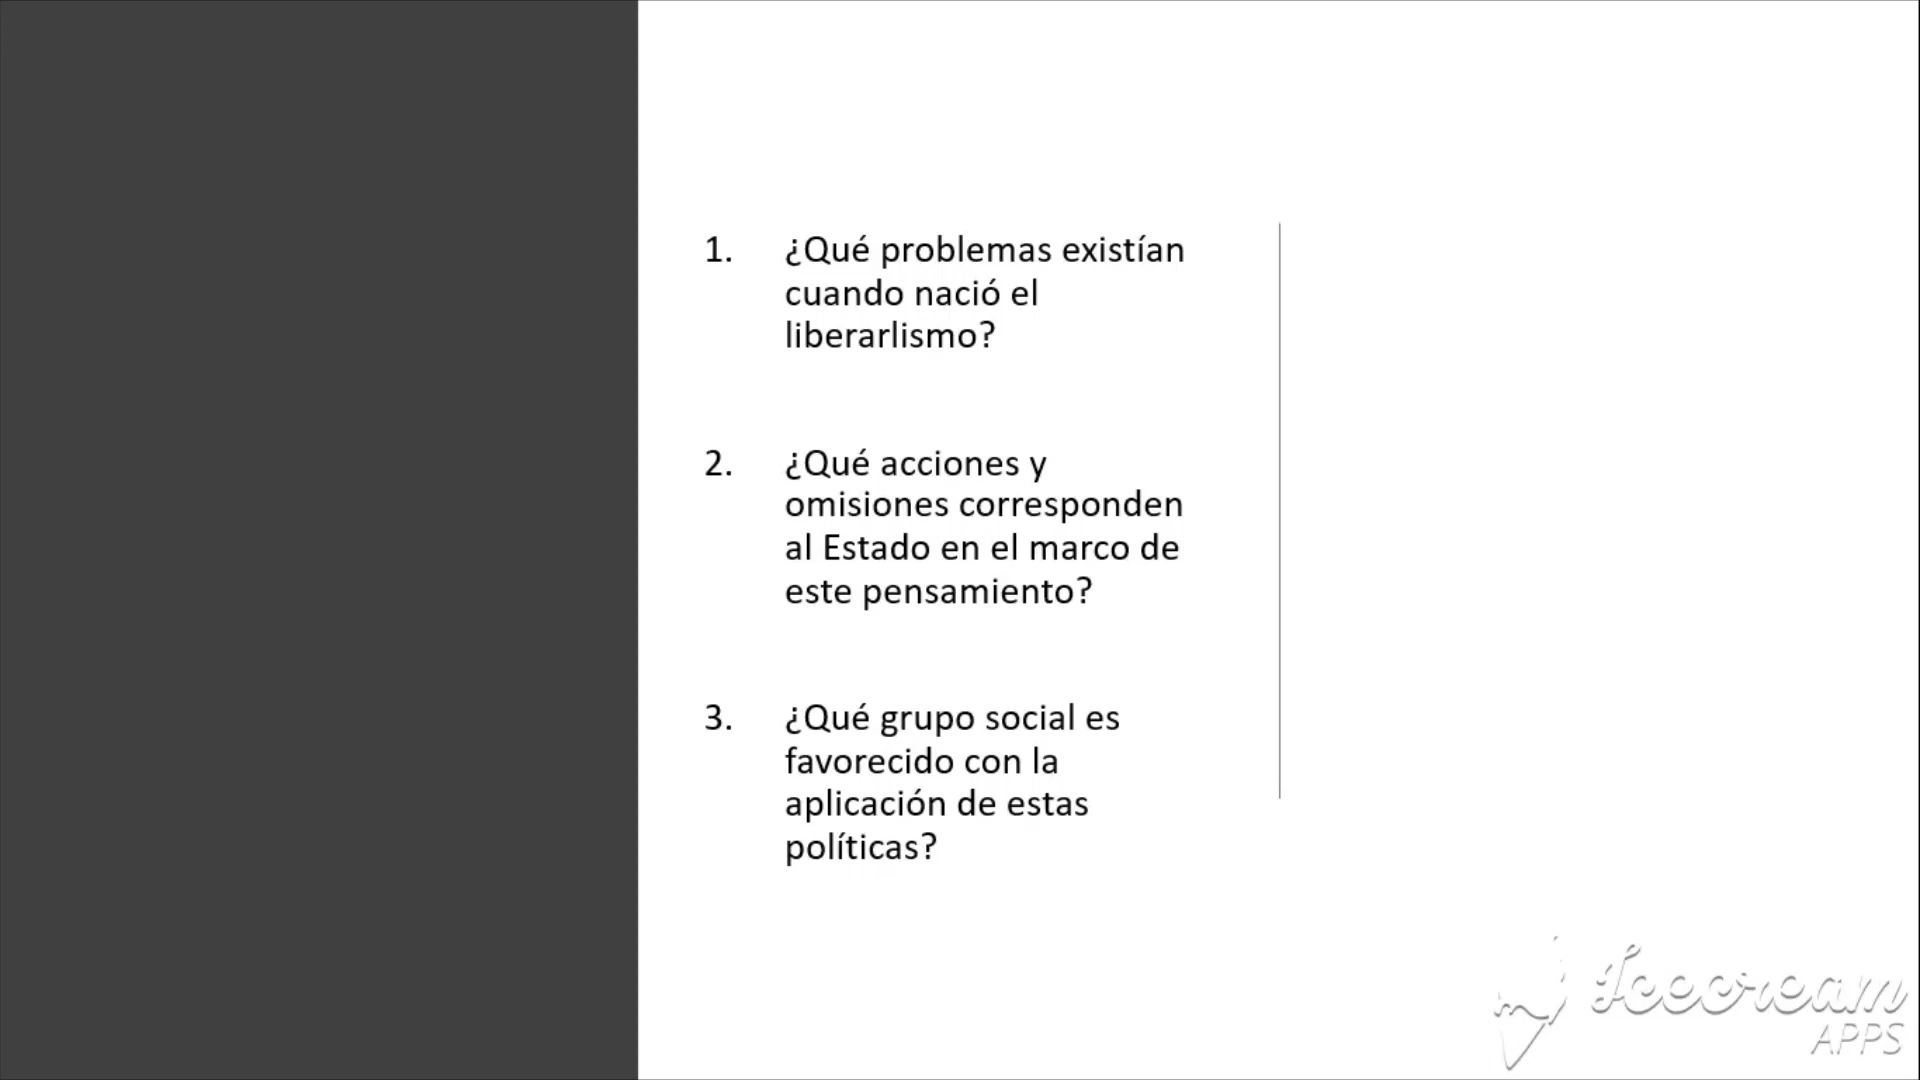 1. ¿Qué problemas existían
cuando nació el
liberarlismo?
2. ¿Qué acciones y
omisiones corresponden
al Estado en el marco de
este pensamiento?
3. ¿Qué grupo social es
favorecido con la
aplicación de estas
políticas?
Icecream
APPS